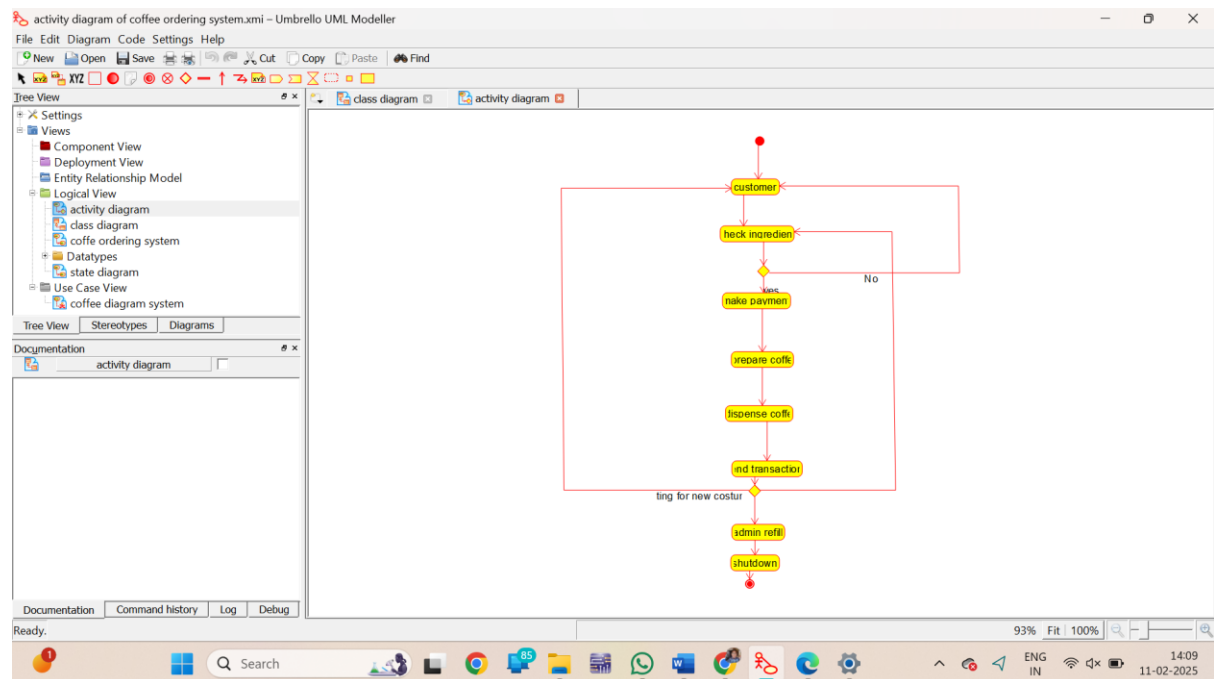 activity diagram of coffee ordering system.xmi – Umbrello UML Modeller
File Edit Diagram Code Settings Help
New Open Save Cut Copy Paste Find
XYZ XYZ XYZ
Tree View
class diagram activity diagram
Settings
Views
Component View
Deployment View
Entity Relationship Model
Logical View
activity diagram
class diagram
coffe ordering system
Datatypes
state diagram
Use Case View
coffee diagram system
Tree View Stereotypes Diagrams
Documentation
activity diagram
customer
heck ingredien
No
yes
nake paymen
prepare coffe
dispense coffe
end transaction
ting for new costur
admin refill
shutdown
Documentation Command history Log Debug
Ready.
93% Fit 100%
1
Search
85
ENG
IN
14:09
11-02-2025